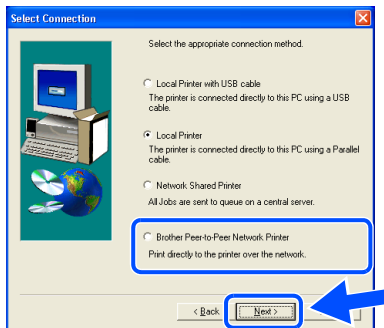 Select Connection
Select the appropriate connection method.
Local Printer with USB cable
The printer is connected directly to this PC using a USB
cable.
Local Printer
The printer is connected directly to this PC using a Parallel
cable.
Network Shared Printer
All Jobs are sent to queue on a central server.
Brother Peer-to-Peer Network Printer
Print directly to the printer over the network.
< Back
Next >